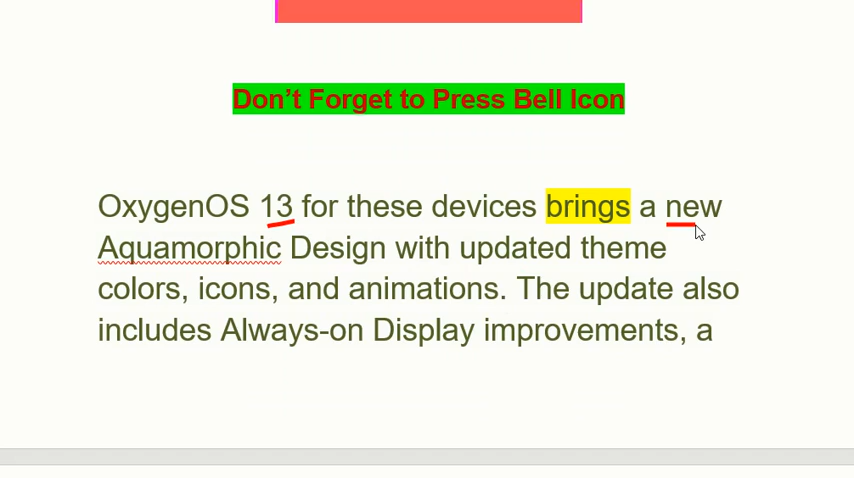 Don’t Forget to Press Bell Icon
OxygenOS 13 for these devices brings a new
Aquamorphic Design with updated theme
colors, icons, and animations. The update also
includes Always-on Display improvements, a